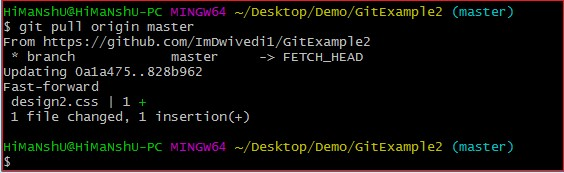 HiMaNshU@HiMaNshU-PC MINGW64 ~/Desktop/Demo/GitExample2 (master)
$ git pull origin master
From https://github.com/ImDwivedi1/GitExample2
 * branch            master     -> FETCH_HEAD
Updating 0a1a475..828b962
Fast-forward
 design2.css | 1 +
 1 file changed, 1 insertion(+)
HiMaNshU@HiMaNshU-PC MINGW64 ~/Desktop/Demo/GitExample2 (master)
$